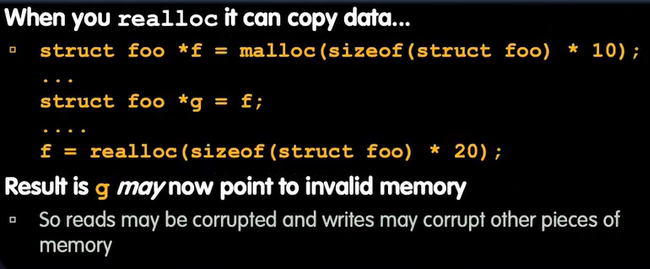 When you realloc it can copy data...
▫ struct foo *f = malloc(sizeof(struct foo) * 10);
...
struct foo *g = f;
....
f = realloc(sizeof(struct foo) * 20);
Result is g may now point to invalid memory
▫ So reads may be corrupted and writes may corrupt other pieces of
memory